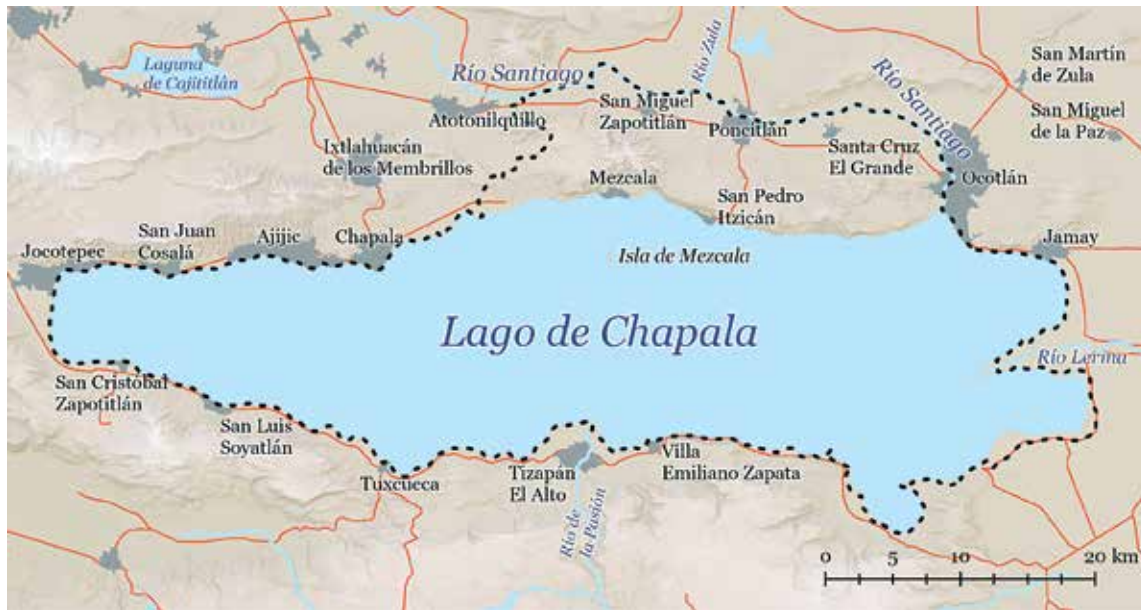 Laguna
de Cajititlán
Río Santiago
Río Zula
San Martín
de Zula
Atotonilquillo
San Miguel
Zapotitlán
Poncitlán
Río Santiago
San Miguel
de la Paz
Ixtlahuacán
de los Membrillos
Santa Cruz
El Grande
Ocotlán
Mezcala
San Pedro
Itzicán
Jocotepec
San Juan
Cosalá
Ajijic
Chapala
Isla de Mezcala
Jamay
Lago de Chapala
Río Lerma
San Cristóbal
Zapotitlán
San Luis
Soyatlán
Tuxcueca
Tizapán
El Alto
Villa
Emiliano Zapata
Río de
la Pasión
0 5 10 20 km